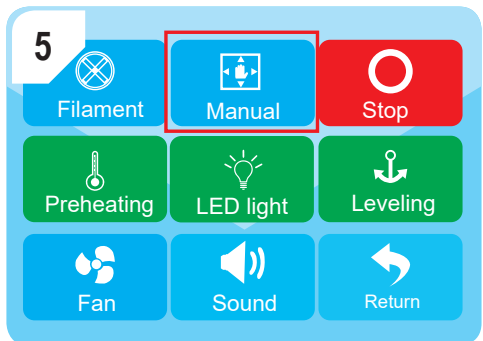 5
Filament
Manual
Stop
Preheating
LED light
Leveling
Fan
Sound
Return